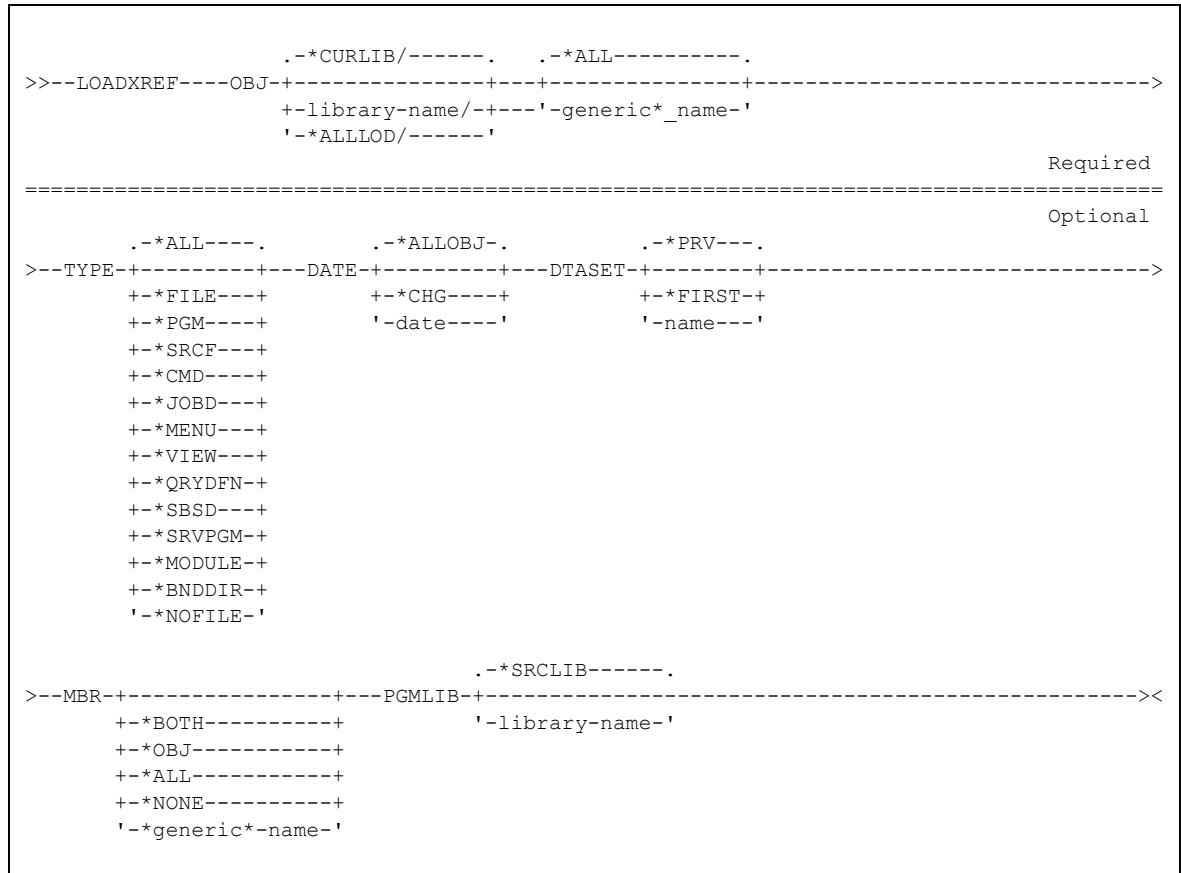 .-*CURLIB/------.   .-*ALL----------.
>>--LOADXREF----OBJ-+---------------+---+---------------+------------------------------->
                    +-library-name/-+---'-generic*_name-'
                    '-*ALLLOD/------'
                                                                                Required
=========================================================================================
                                                                                Optional
        .-*ALL----.        .-*ALLOBJ-.          .-*PRV---.
>--TYPE-+---------+---DATE-+---------+---DTASET-+--------+------------------------------>
        +-*FILE---+        +-*CHG----+          +-*FIRST-+
        +-*PGM----+        '-date----'          '-name---'
        +-*SRCF---+
        +-*CMD----+
        +-*JOBD---+
        +-*MENU---+
        +-*VIEW---+
        +-*QRYDFN-+
        +-*SBSD---+
        +-*SRVPGM-+
        +-*MODULE-+
        +-*BNDDIR-+
        '-*NOFILE-'
                                   .-*SRCLIB------.
>--MBR-+----------------+---PGMLIB-+--------------------------------------------------->< 
       +-*BOTH----------+          '-library-name-'
       +-*OBJ-----------+
       +-*ALL-----------+
       +-*NONE----------+
       '-*generic*-name-'